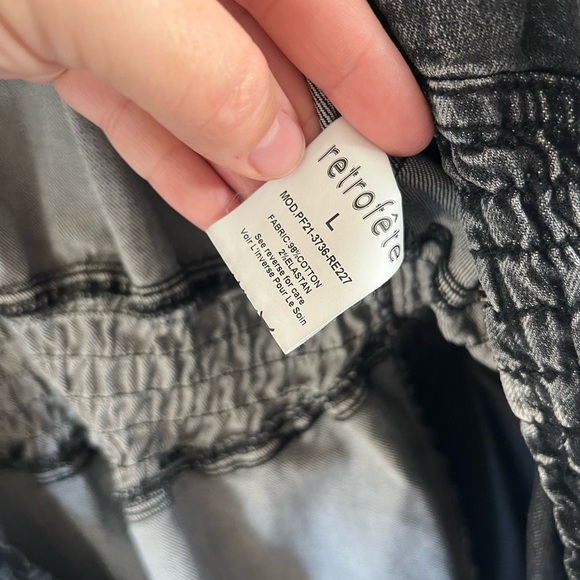 retrofête
L
MOD.PF21-3736-RE227
FABRIC:98%COTTON
2%ELASTAN
See reverse for care
Voir L'inverse Pour Le Soin